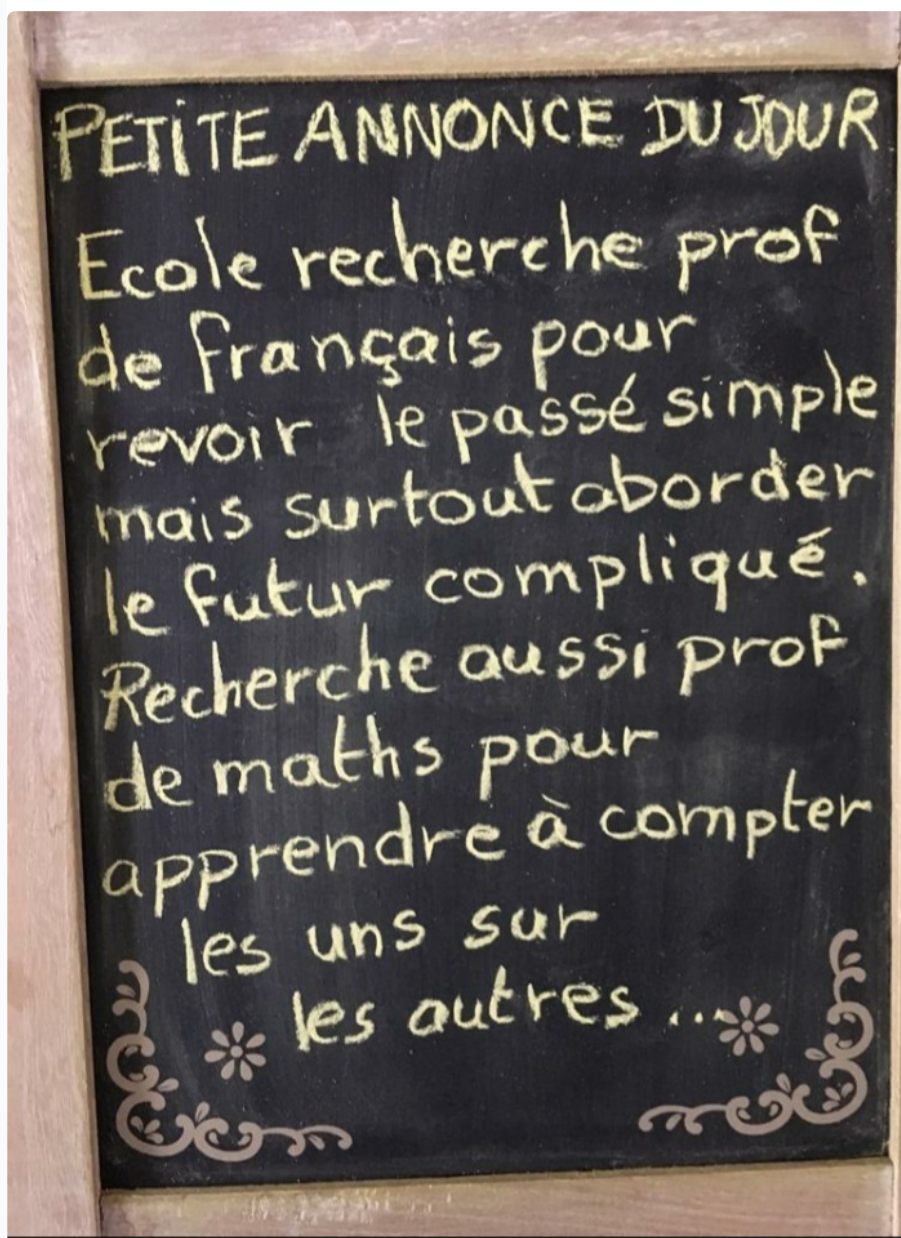 PETITE ANNONCE DU JOUR
Ecole recherche prof
de français pour
revoir le passé simple
mais surtout aborder
le futur compliqué.
Recherche aussi prof
de maths pour
apprendre à compter
les uns sur
les autres ...